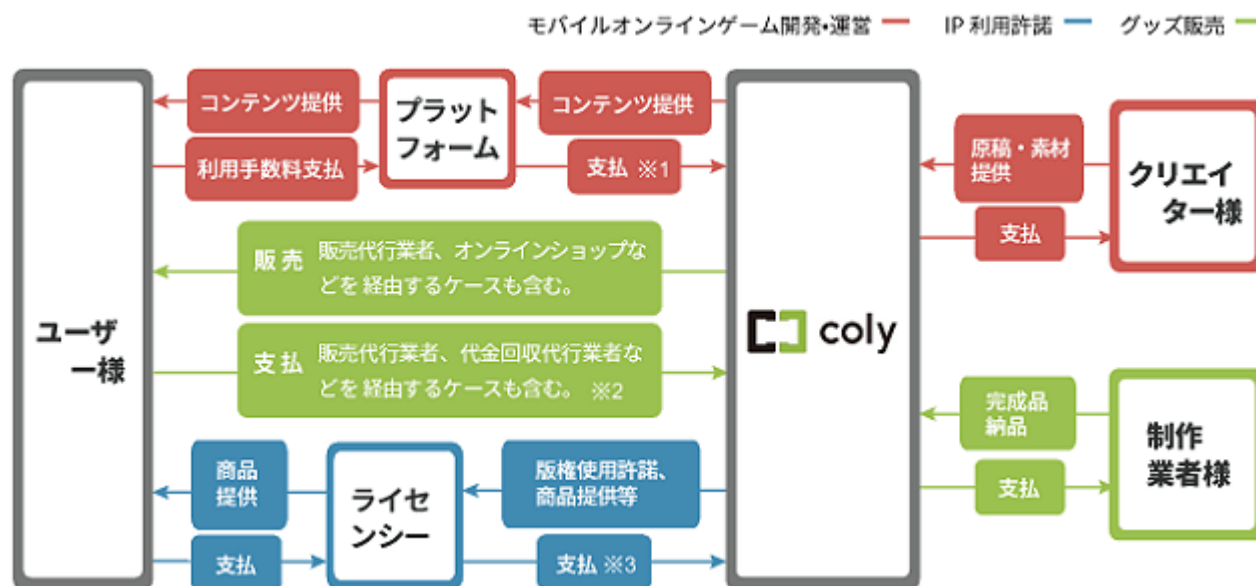 モバイルオンラインゲーム開発・運営 IP 利用許諾 グッズ販売
コンテンツ提供
プラット
フォーム
コンテンツ提供
利用手数料支払
支払 ※1
原稿・素材
提供
クリエイ
ター様
支払
販売 販売代行業者、オンラインショップな
どを 経由するケースも含む。
ユーザ
ー様
coly
支払 販売代行業者、代金回収代行業者な
どを 経由するケースも含む。 ※2
完成品
納品
制作
業者様
支払
商品
提供
ライセ
ンシー
版権使用許諾、
商品提供等
支払
支払 ※3